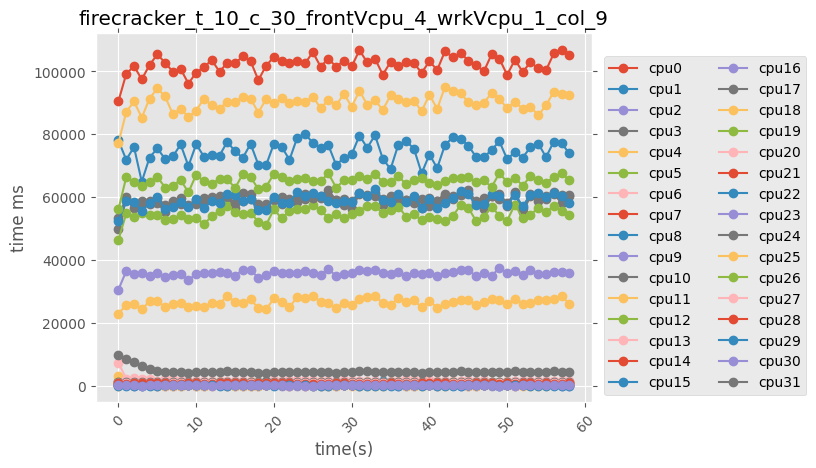 firecracker_t_10_c_30_frontVcpu_4_wrkVcpu_1_col_9
time ms
100000
80000
60000
40000
20000
0
0
10
20
30
40
50
60
time(s)
cpu0
cpu1
cpu2
cpu3
cpu4
cpu5
cpu6
cpu7
cpu8
cpu9
cpu10
cpu11
cpu12
cpu13
cpu14
cpu15
cpu16
cpu17
cpu18
cpu19
cpu20
cpu21
cpu22
cpu23
cpu24
cpu25
cpu26
cpu27
cpu28
cpu29
cpu30
cpu31